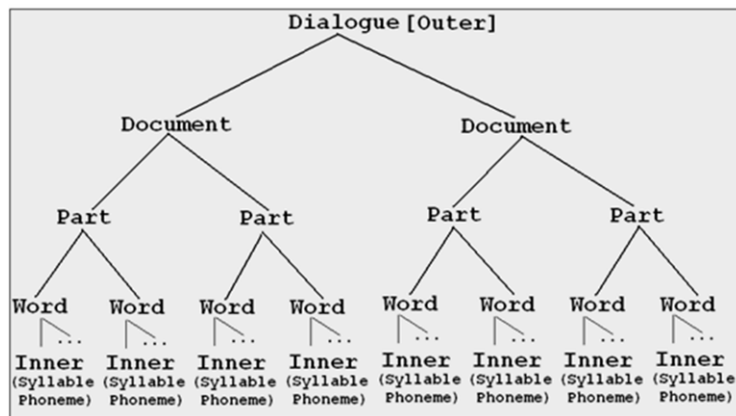 Dialogue [Outer]
Document Document
Part Part Part Part
Word Word Word Word Word Word Word Word
... ... ... ... ... ... ... ...
Inner Inner Inner Inner Inner Inner Inner Inner
(Syllable (Syllable (Syllable (Syllable (Syllable (Syllable (Syllable (Syllable
Phoneme) Phoneme) Phoneme) Phoneme) Phoneme) Phoneme) Phoneme) Phoneme)